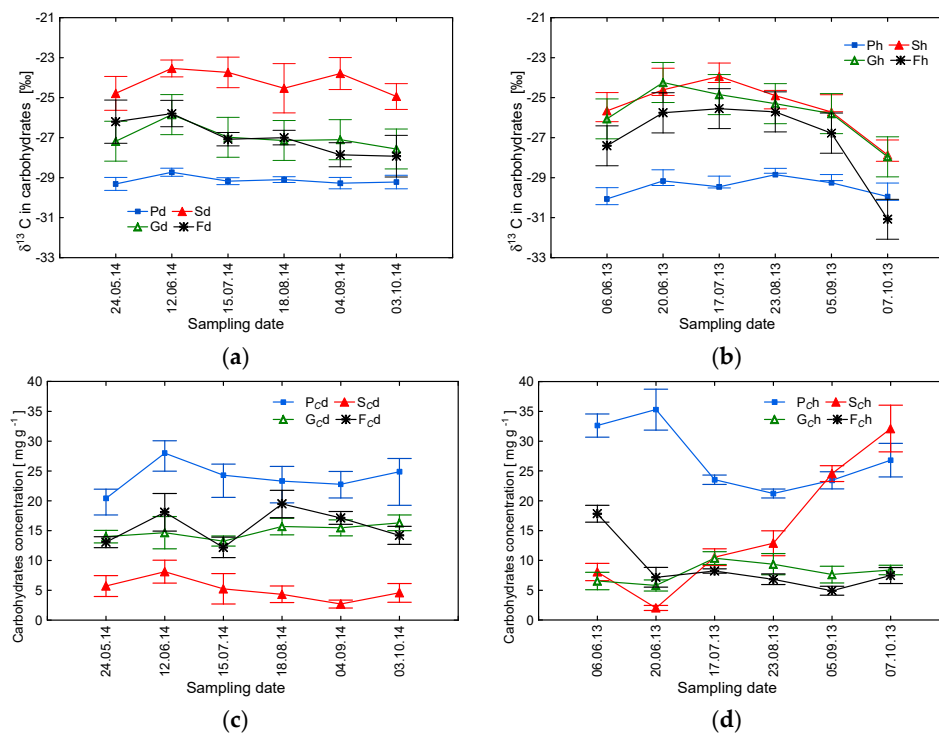 -21
-23
-25
-27
-29
-31
-33
δ13 C in carbohydrates [‰]
Pd Sd
Gd Fd
24.05.14 12.06.14 15.07.14 18.08.14 04.09.14 03.10.14
Sampling date
(a)
-21
-23
-25
-27
-29
-31
-33
δ13 C in carbohydrates [‰]
Ph Sh
Gh Fh
06.06.13 20.06.13 17.07.13 23.08.13 05.09.13 07.10.13
Sampling date
(b)
40
35
30
25
20
15
10
5
0
Carbohydrates concentration [ mg g-1 ]
PCd SCd
GCd FCd
24.05.14 12.06.14 15.07.14 18.08.14 04.09.14 03.10.14
Sampling date
(c)
40
35
30
25
20
15
10
5
0
Carbohydrates concentration [ mg g-1 ]
PCh SCh
GCh FCh
06.06.13 20.06.13 17.07.13 23.08.13 05.09.13 07.10.13
Sampling date
(d)